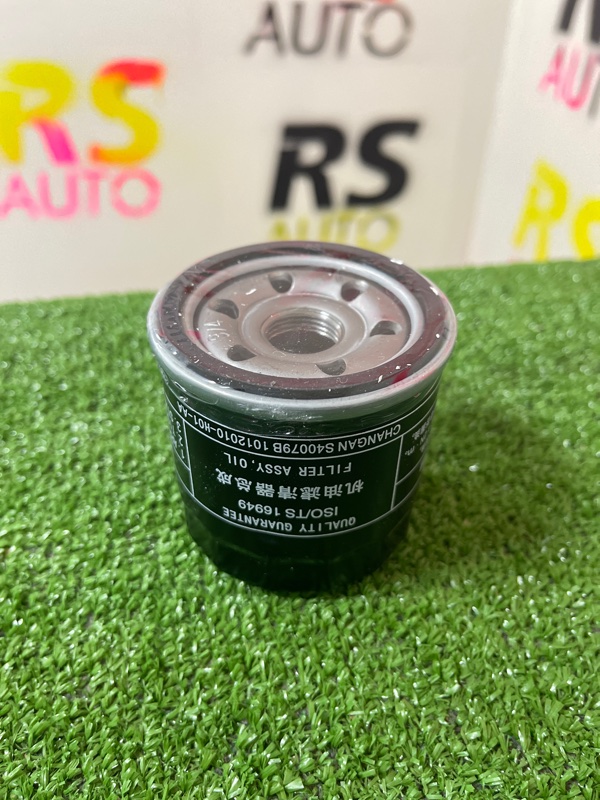 AUTO
RS
AUTO
RS
AUTO
QUALITY GUARANTEE
ISO/TS 16949
机油滤清器总成
FILTER ASSY, OIL
CHANGAN S40079B 1012010-H01-AA